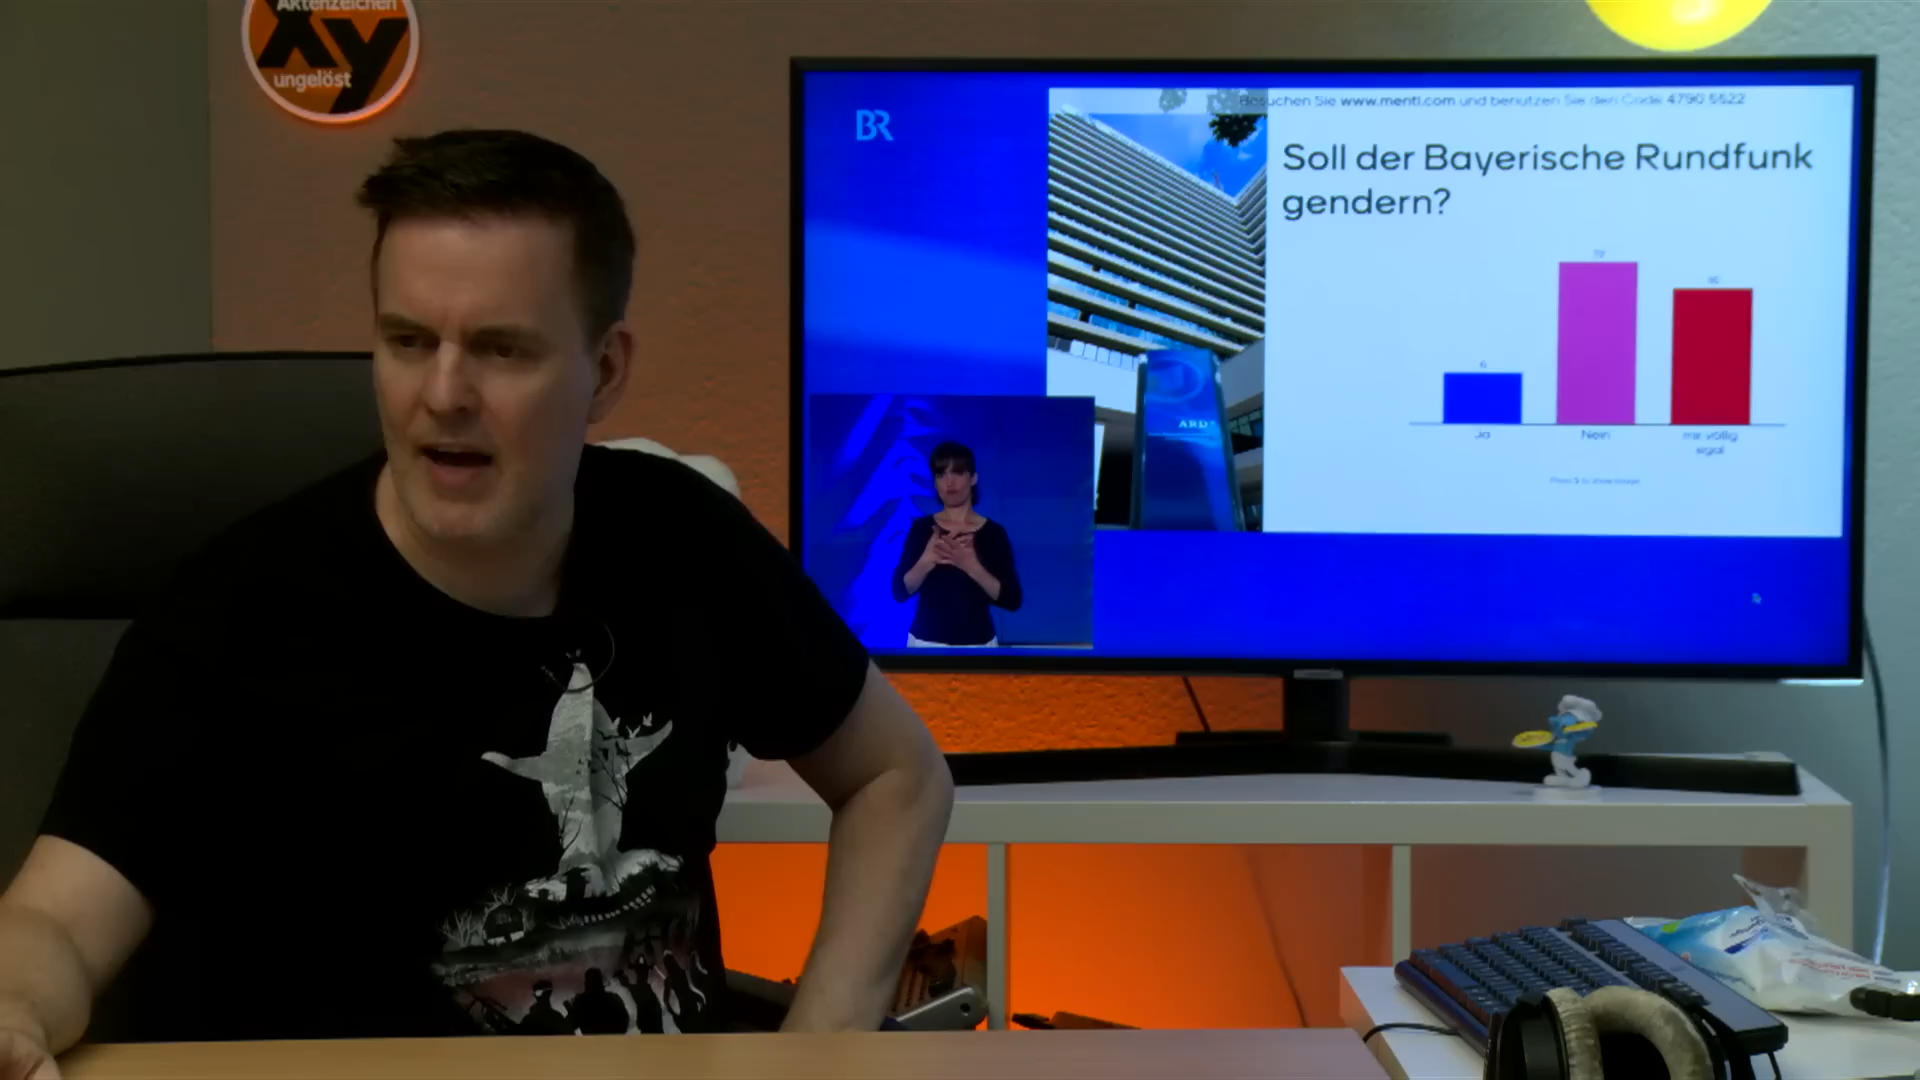 Aktenzeichen
Xy
ungelöst
BR
Besuchen Sie www.menti.com und benutzen Sie den Code 4790 5522
Soll der Bayerische Rundfunk
gendern?
6
Ja
Nein
mir völlig
egal
ARD